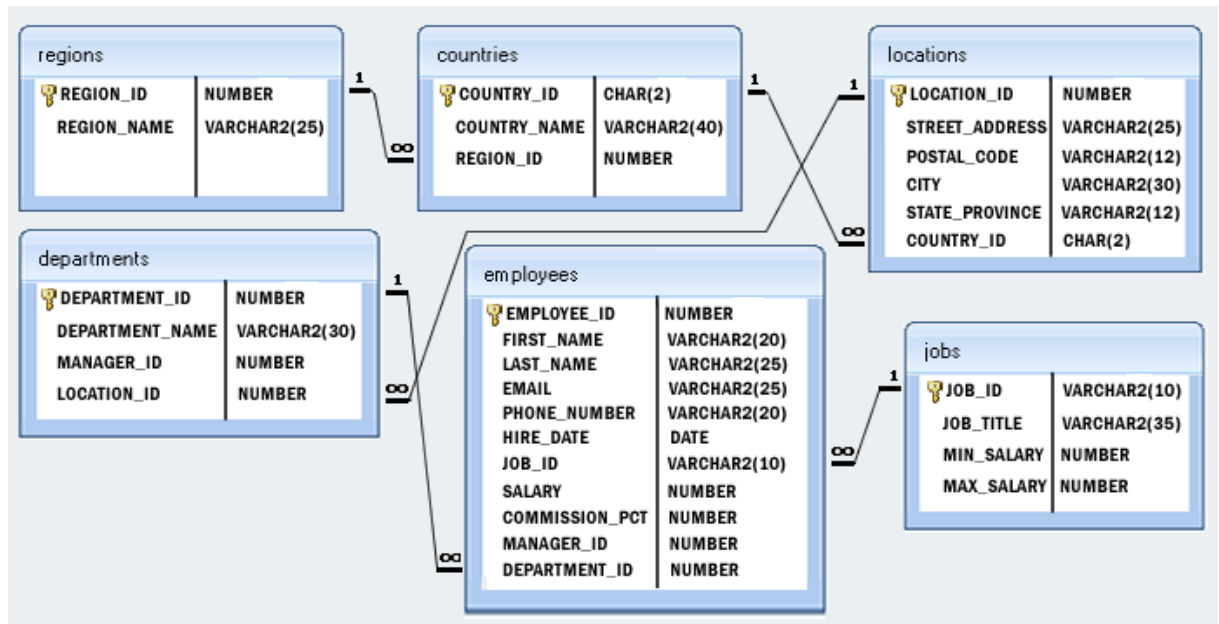 regions
REGION_ID NUMBER
REGION_NAME VARCHAR2(25)
1
∞
countries
COUNTRY_ID CHAR(2)
COUNTRY_NAME VARCHAR2(40)
REGION_ID NUMBER
1
∞
locations
LOCATION_ID NUMBER
STREET_ADDRESS VARCHAR2(25)
POSTAL_CODE VARCHAR2(12)
CITY VARCHAR2(30)
STATE_PROVINCE VARCHAR2(12)
COUNTRY_ID CHAR(2)
1
∞
departments
DEPARTMENT_ID NUMBER
DEPARTMENT_NAME VARCHAR2(30)
MANAGER_ID NUMBER
LOCATION_ID NUMBER
1
∞
employees
EMPLOYEE_ID NUMBER
FIRST_NAME VARCHAR2(20)
LAST_NAME VARCHAR2(25)
EMAIL VARCHAR2(25)
PHONE_NUMBER VARCHAR2(20)
HIRE_DATE DATE
JOB_ID VARCHAR2(10)
SALARY NUMBER
COMMISSION_PCT NUMBER
MANAGER_ID NUMBER
DEPARTMENT_ID NUMBER
∞
1
jobs
JOB_ID VARCHAR2(10)
JOB_TITLE VARCHAR2(35)
MIN_SALARY NUMBER
MAX_SALARY NUMBER